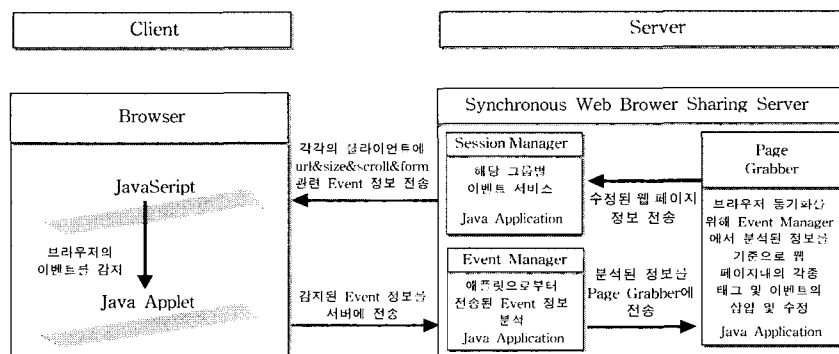 Client
Server
Browser
JavaScript
브라우저의
이벤트를 감지
Java Applet
각각의 클라이언트에
url&size&scroll&form
관련 Event 정보 전송
감지된 Event 정보를
서버에 전송
Synchronous Web Brower Sharing Server
Session Manager
해당 그룹별
이벤트 서비스
Java Application
수정된 웹 페이지
정보 전송
Event Manager
애플릿으로부터
전송된 Event 정보
분석
Java Application
분석된 정보를
Page Grabber에
전송
Page
Grabber
브라우저 동기화를
위해 Event Manager
에서 분석된 정보를
기준으로 웹
페이지내의 각종
태그 및 이벤트의
삽입 및 수정
Java Application